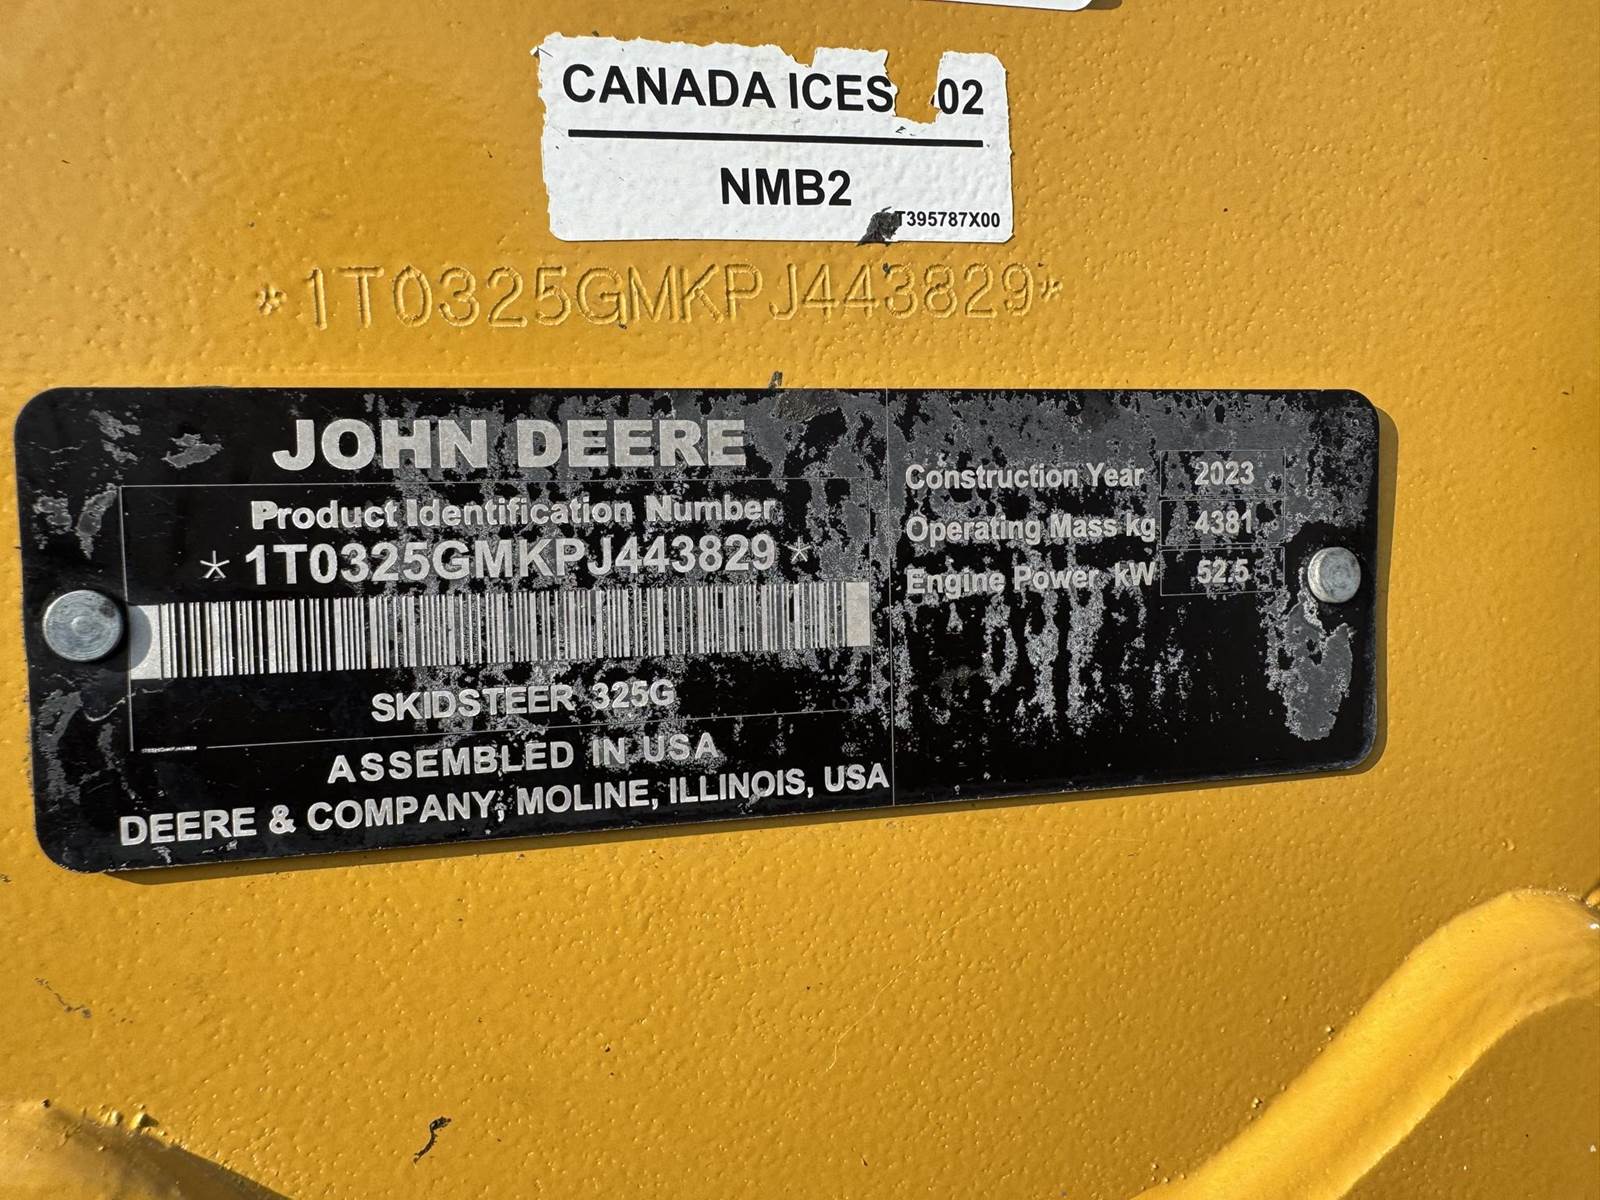 CANADA ICES 02
NMB2
T395787X00
*1T0325GMKPJ443829*
JOHN DEERE
Product Identification Number
* 1T0325GMKPJ443829 *
SKIDSTEER 325G
ASSEMBLED IN USA
DEERE & COMPANY, MOLINE, ILLINOIS, USA
Construction Year 2023
Operating Mass kg 4381
Engine Power kW 52.5